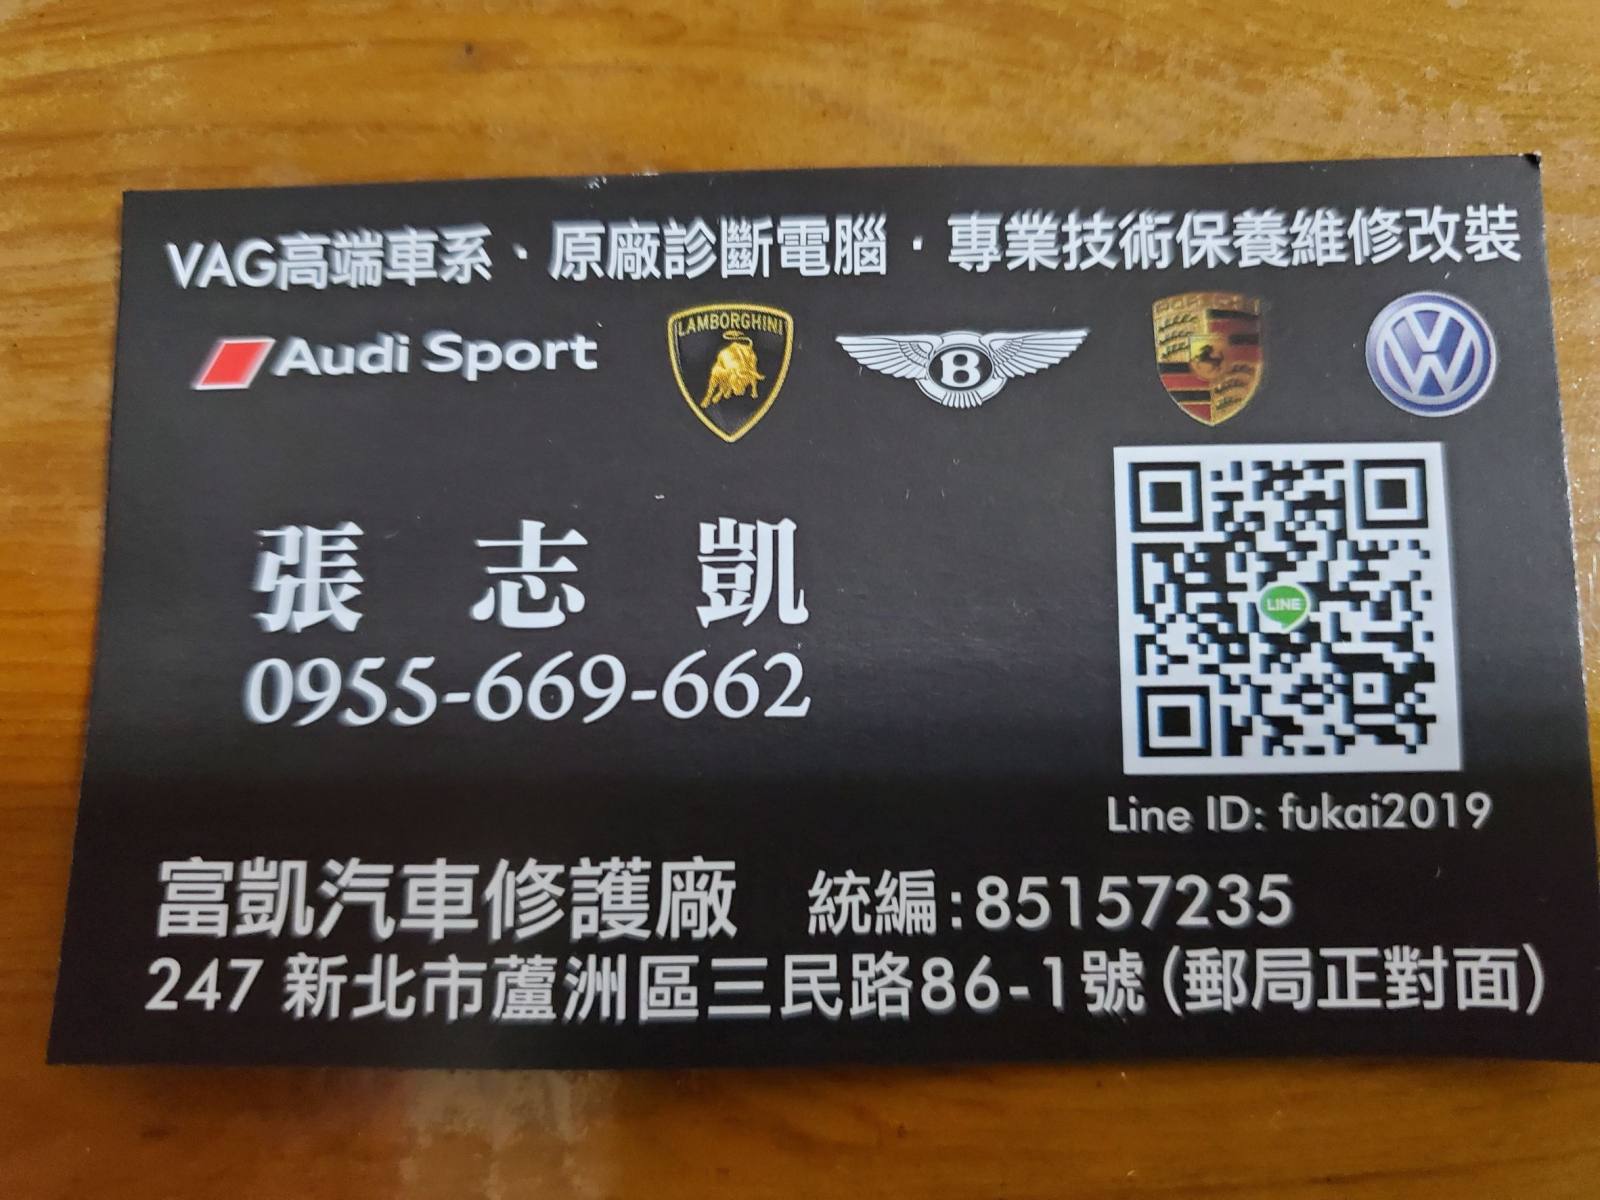 VAG高端車系‧原廠診斷電腦‧專業技術保養維修改裝
Audi Sport
LAMBORGHINI
B
PORSCHE
VW
張志凱
0955-669-662
LINE
Line ID: fukai2019
富凱汽車修護廠 統編:85157235
247 新北市蘆洲區三民路86-1號(郵局正對面)